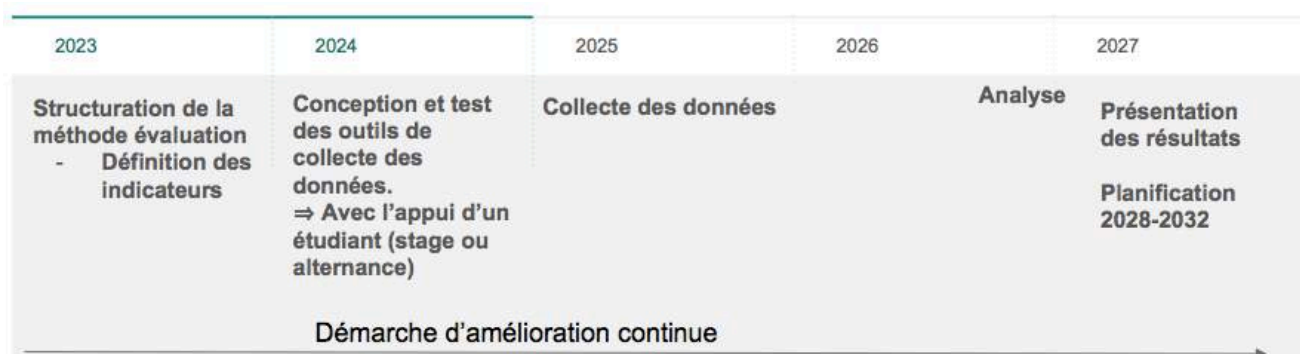 2023
2024
2025
2026
2027
Structuration de la
méthode évaluation
- Définition des
indicateurs
Conception et test
des outils de
collecte des
données.
⇒ Avec l'appui d'un
étudiant (stage ou
alternance)
Collecte des données
Analyse
Présentation
des résultats
Planification
2028-2032
Démarche d'amélioration continue